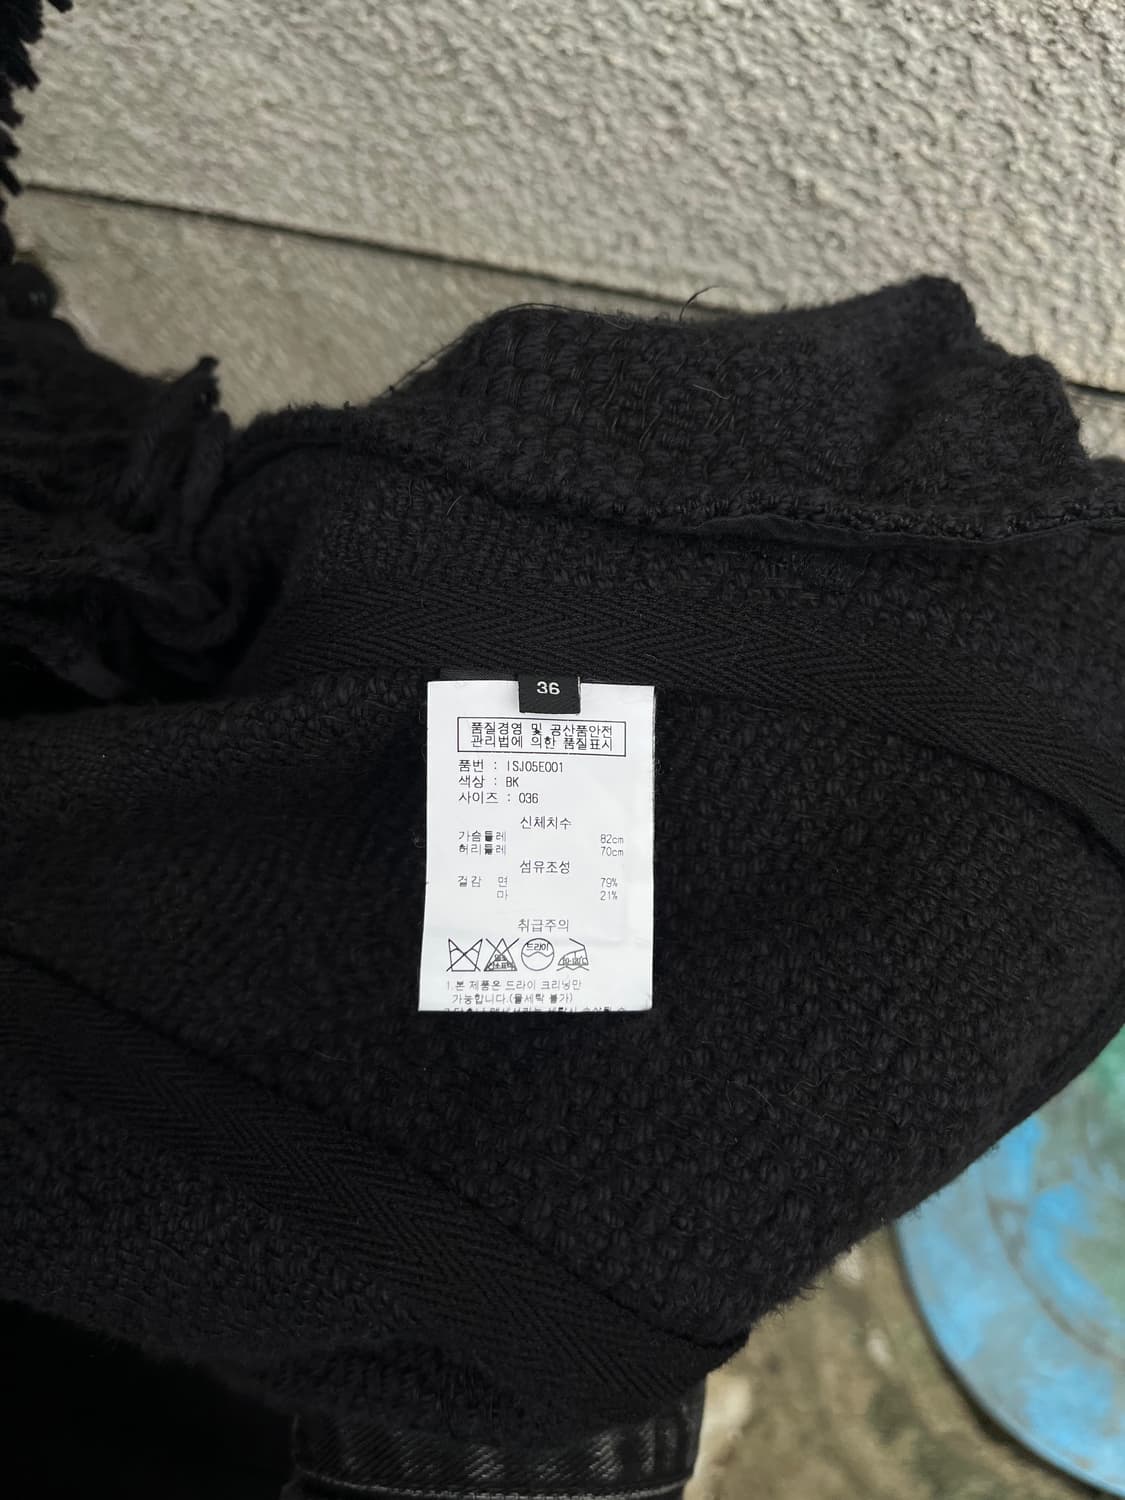 36
품질경영 및 공산품안전
관리법에 의한 품질표시
품번 : ISJ05E001
색상 : BK
사이즈 : 036
신체치수
가슴둘레 82cm
허리둘레 70cm
섬유조성
겉감 면 79%
마 21%
취급주의
드라이
1.본 제품은 드라이 크리닝만
가능합니다.(물세탁 불가)